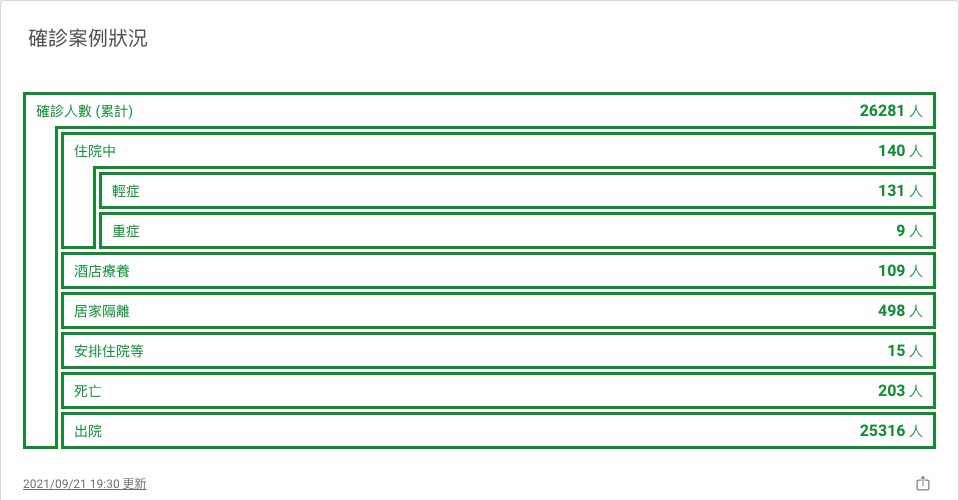 確診案例狀況
確診人數 (累計) 26281 人
住院中 140 人
輕症 131 人
重症 9 人
酒店療養 109 人
居家隔離 498 人
安排住院等 15 人
死亡 203 人
出院 25316 人
2021/09/21 19:30 更新